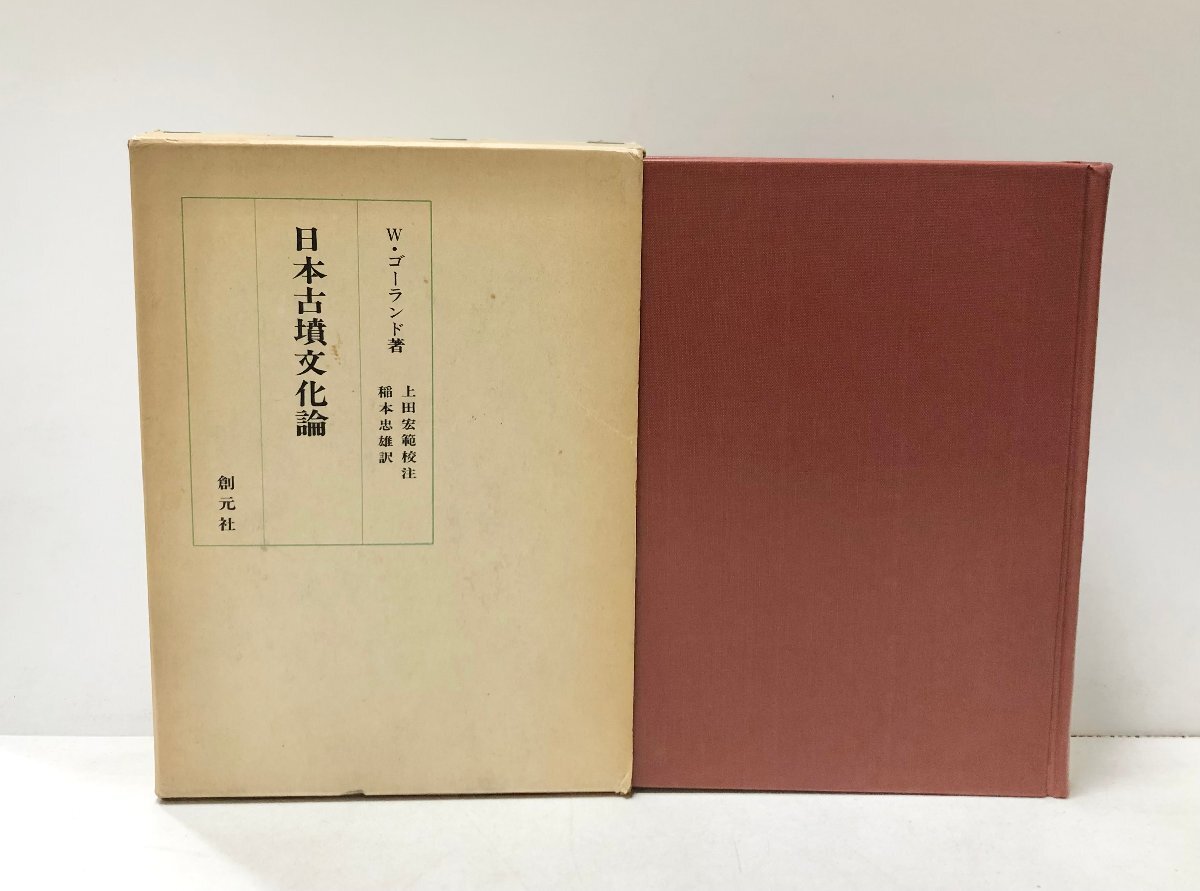 W・ゴーランド著
上田宏範校注
稲本忠雄訳
日本古墳文化論
創元社